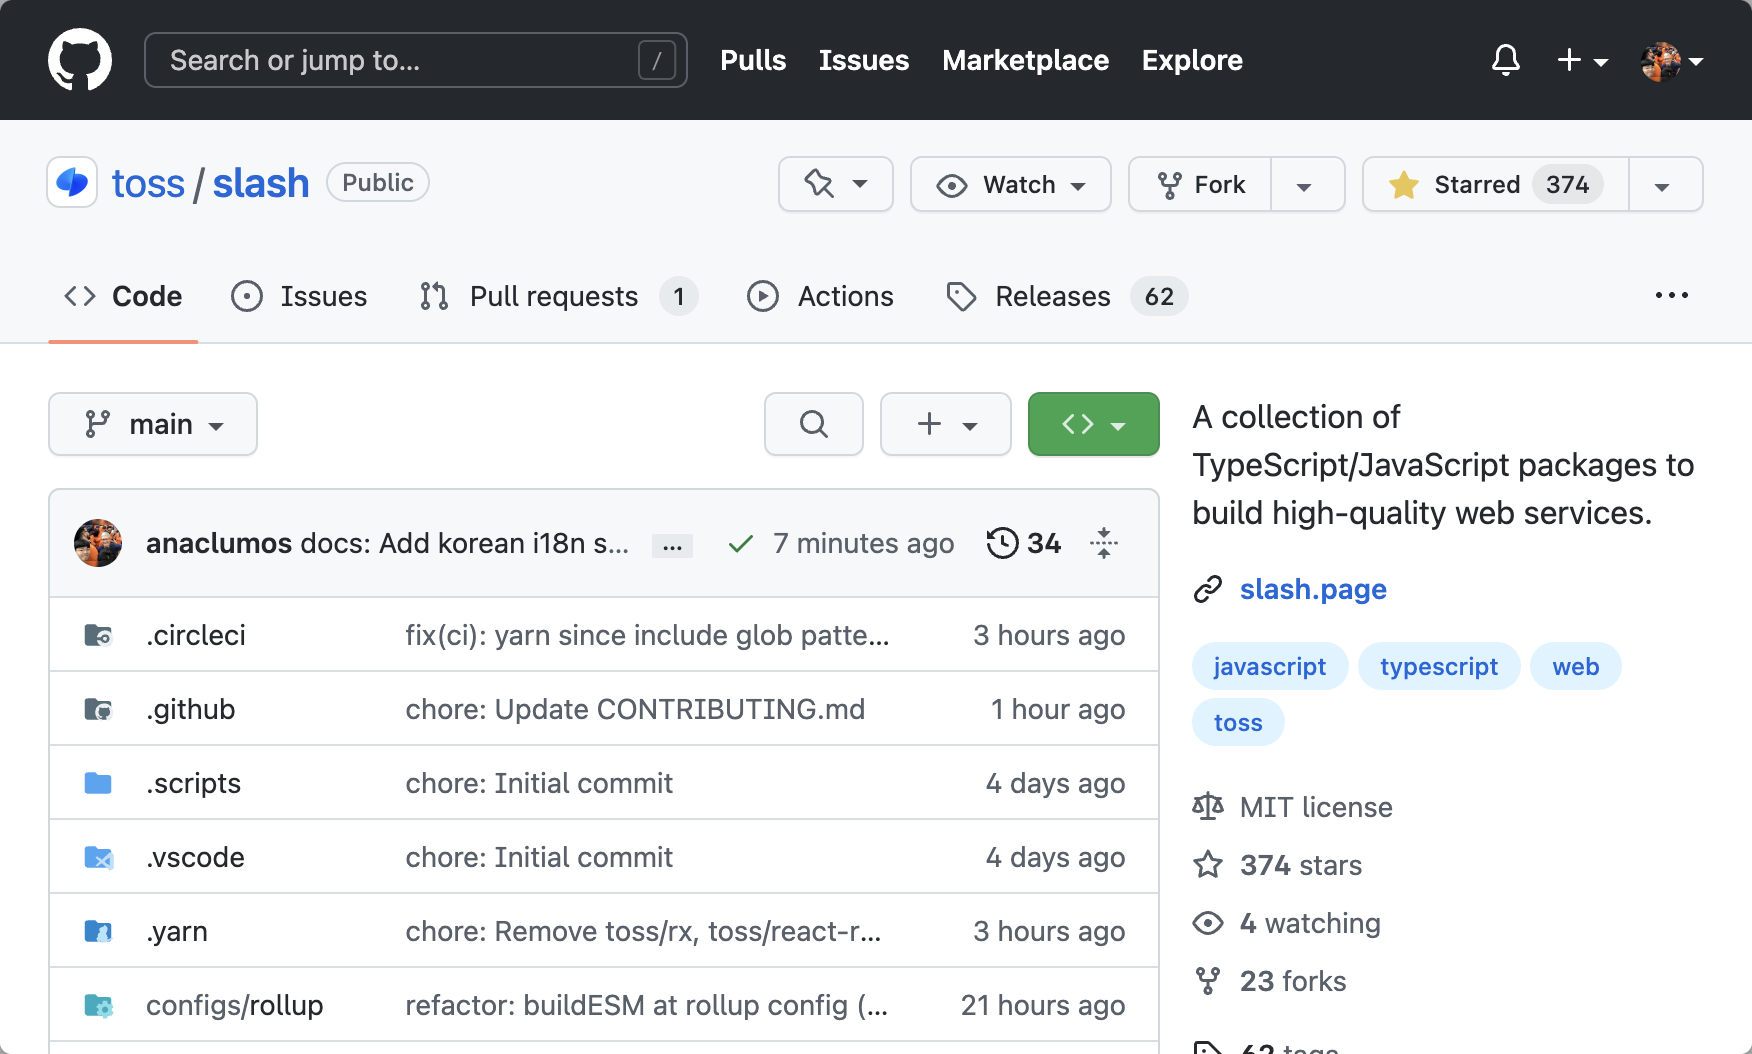 Search or jump to...
/
Pulls
Issues
Marketplace
Explore
toss / slash
Public
Watch
Fork
Starred 374
Code
Issues
Pull requests 1
Actions
Releases 62
main
A collection of
TypeScript/JavaScript packages to
build high-quality web services.
anaclumos docs: Add korean i18n s... ... 7 minutes ago 34
.circleci fix(ci): yarn since include glob patte... 3 hours ago
.github chore: Update CONTRIBUTING.md 1 hour ago
.scripts chore: Initial commit 4 days ago
.vscode chore: Initial commit 4 days ago
.yarn chore: Remove toss/rx, toss/react-r... 3 hours ago
configs/rollup refactor: buildESM at rollup config (... 21 hours ago
slash.page
javascript typescript web
toss
MIT license
374 stars
4 watching
23 forks
62 tags